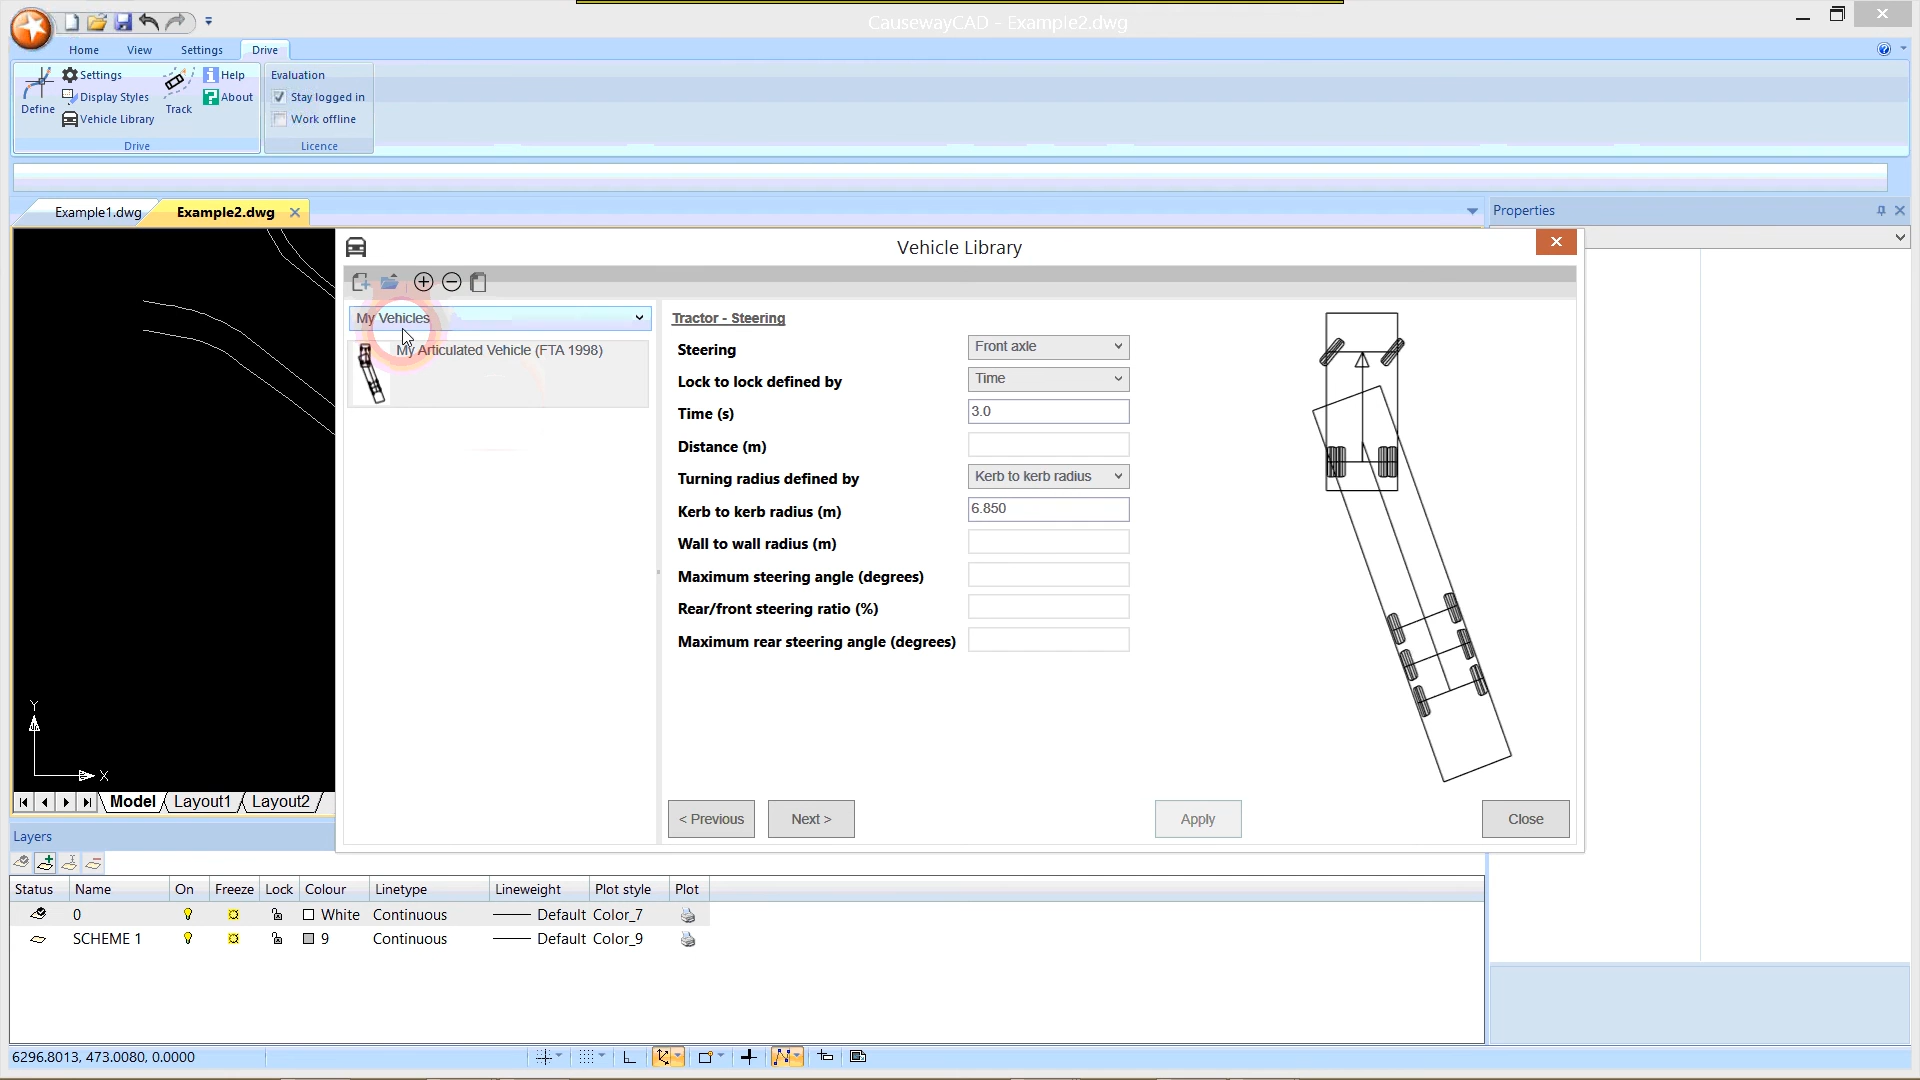 CausewayCAD - Example2.dwg
Home View Settings Drive
Define
Settings
Display Styles
Vehicle Library
Track
Help
About
Drive
Evaluation
Stay logged in
Work offline
Licence
Example1.dwg Example2.dwg
Properties
Vehicle Library
My Vehicles
My Articulated Vehicle (FTA 1998)
Tractor - Steering
Steering Front axle
Lock to lock defined by Time
Time (s) 3.0
Distance (m)
Turning radius defined by Kerb to kerb radius
Kerb to kerb radius (m) 6.850
Wall to wall radius (m)
Maximum steering angle (degrees)
Rear/front steering ratio (%)
Maximum rear steering angle (degrees)
< Previous Next > Apply Close
Y
X
Model Layout1 Layout2
Layers
Status Name On Freeze Lock Colour Linetype Lineweight Plot style Plot
0 White Continuous Default Color_7
SCHEME 1 9 Continuous Default Color_9
6296.8013, 473.0080, 0.0000